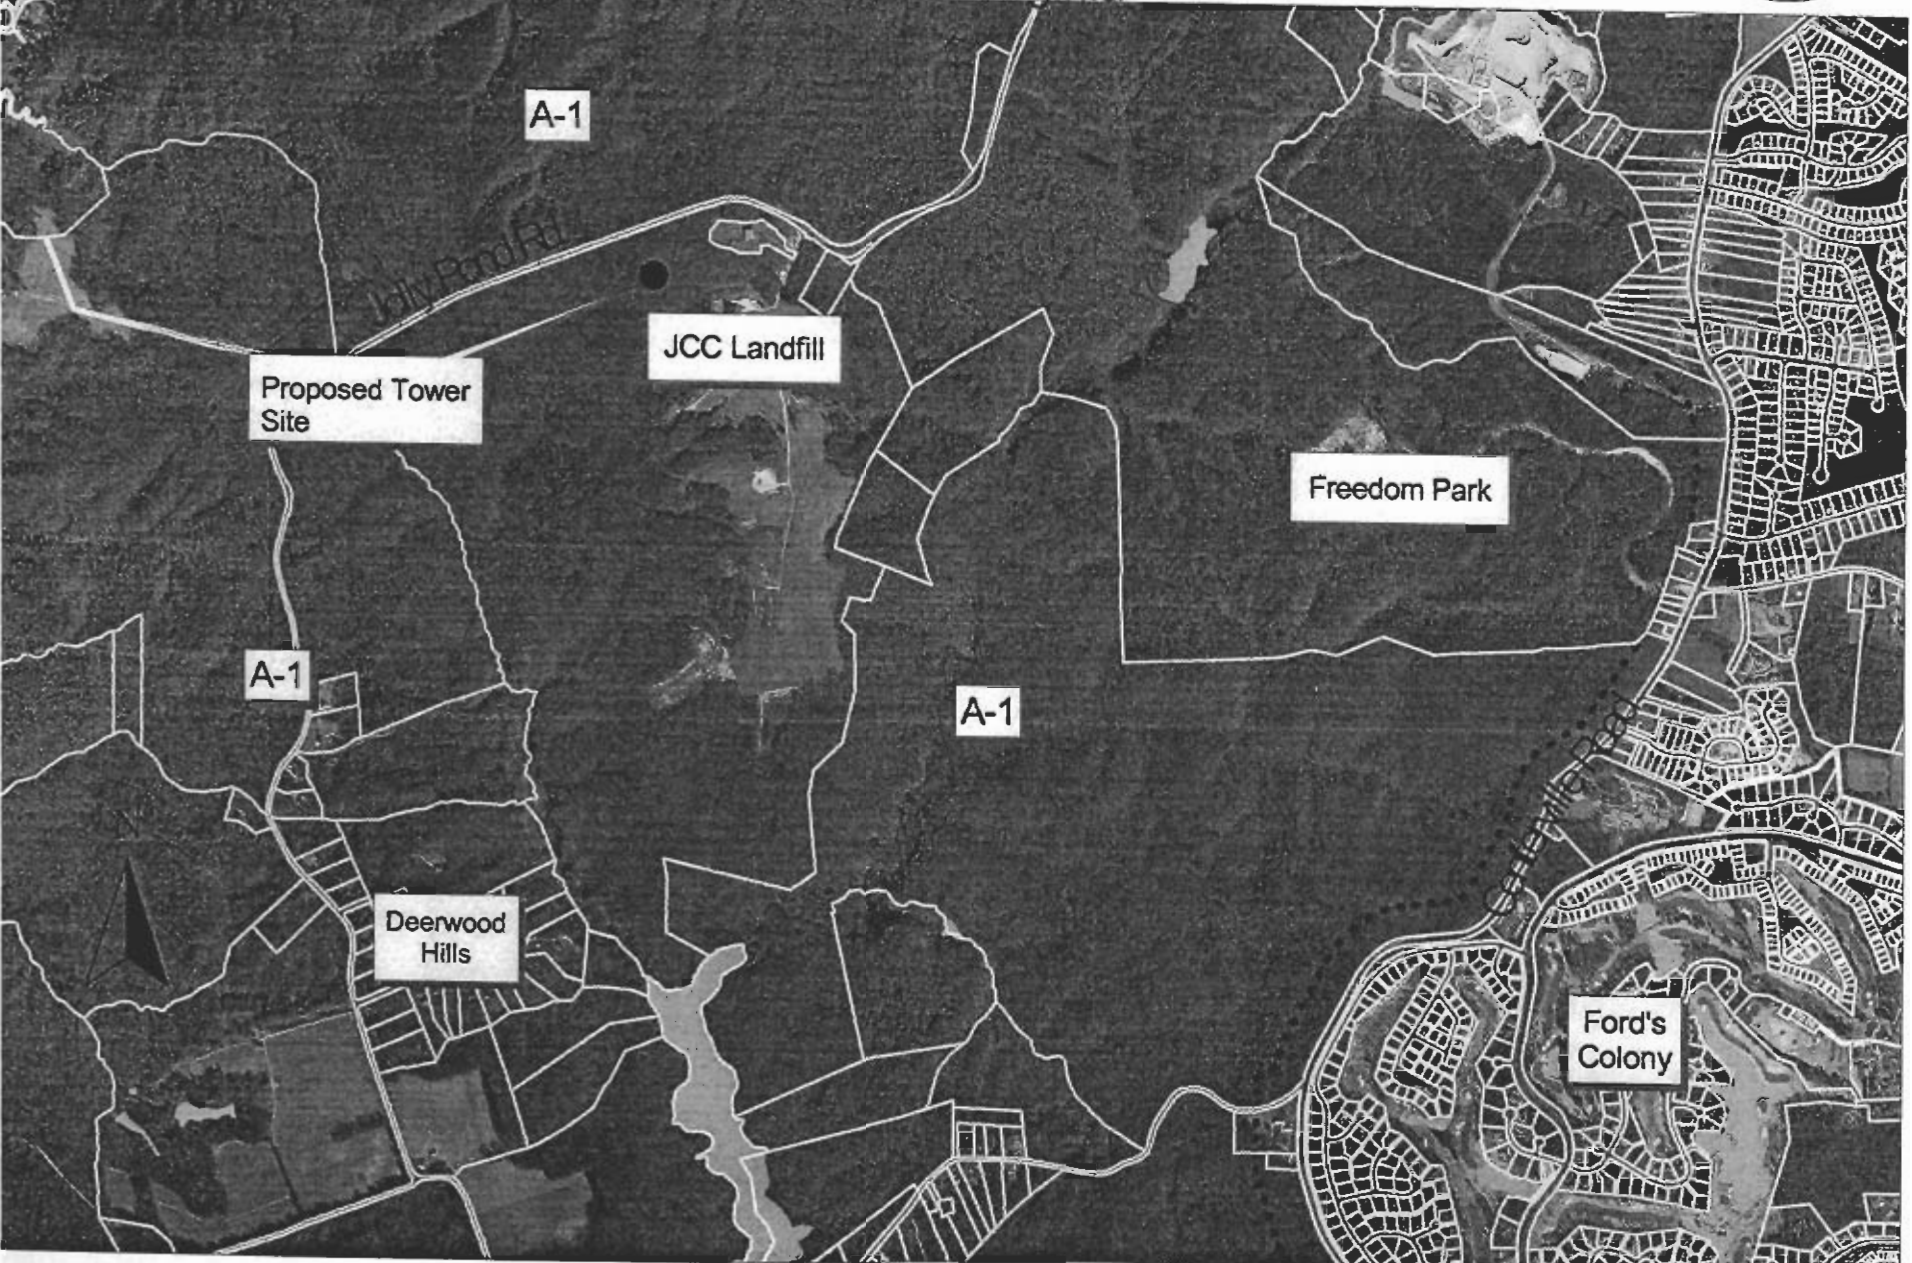 A-1
Jolly Pond Rd
JCC Landfill
Proposed Tower
Site
Freedom Park
A-1
A-1
Centerville Road
Deerwood
Hills
Ford's
Colony